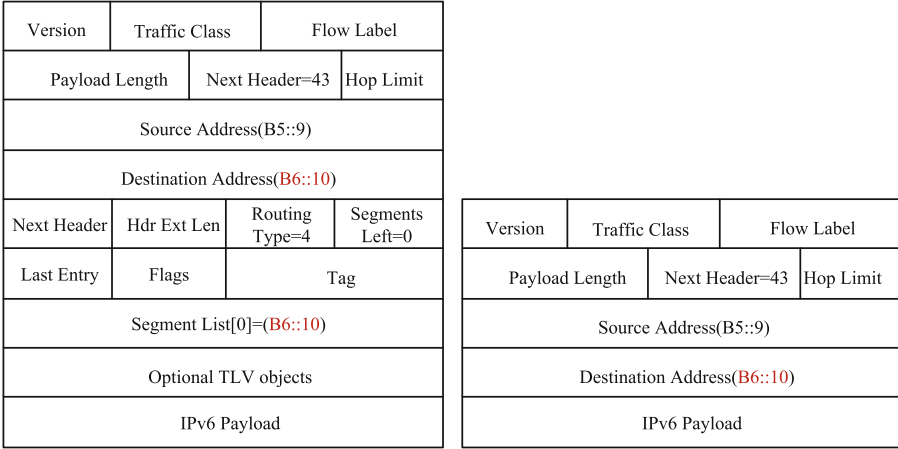 Version Traffic Class Flow Label
Payload Length Next Header=43 Hop Limit
Source Address(B5::9)
Destination Address(B6::10)
Next Header Hdr Ext Len Routing Type=4 Segments Left=0
Last Entry Flags Tag
Segment List[0]=(B6::10)
Optional TLV objects
IPv6 Payload
Version Traffic Class Flow Label
Payload Length Next Header=43 Hop Limit
Source Address(B5::9)
Destination Address(B6::10)
IPv6 Payload